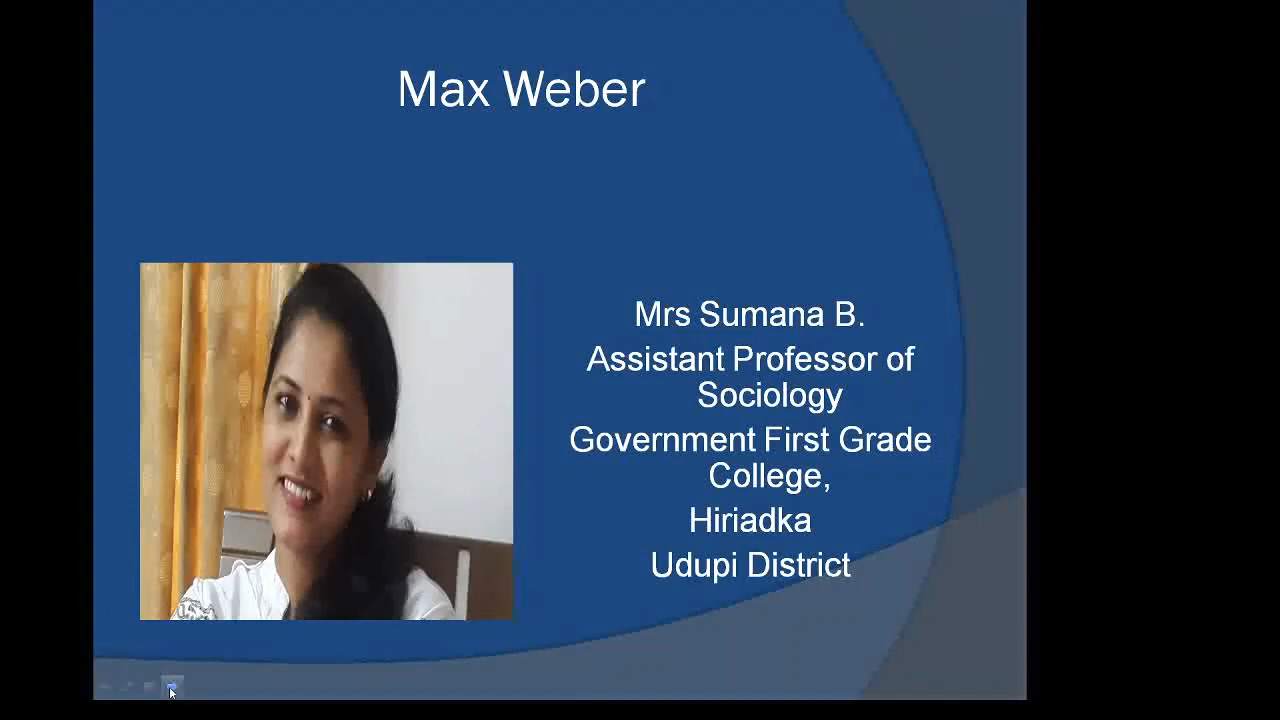 Max Weber
Mrs Sumana B.
Assistant Professor of
Sociology
Government First Grade
College,
Hiriadka
Udupi District